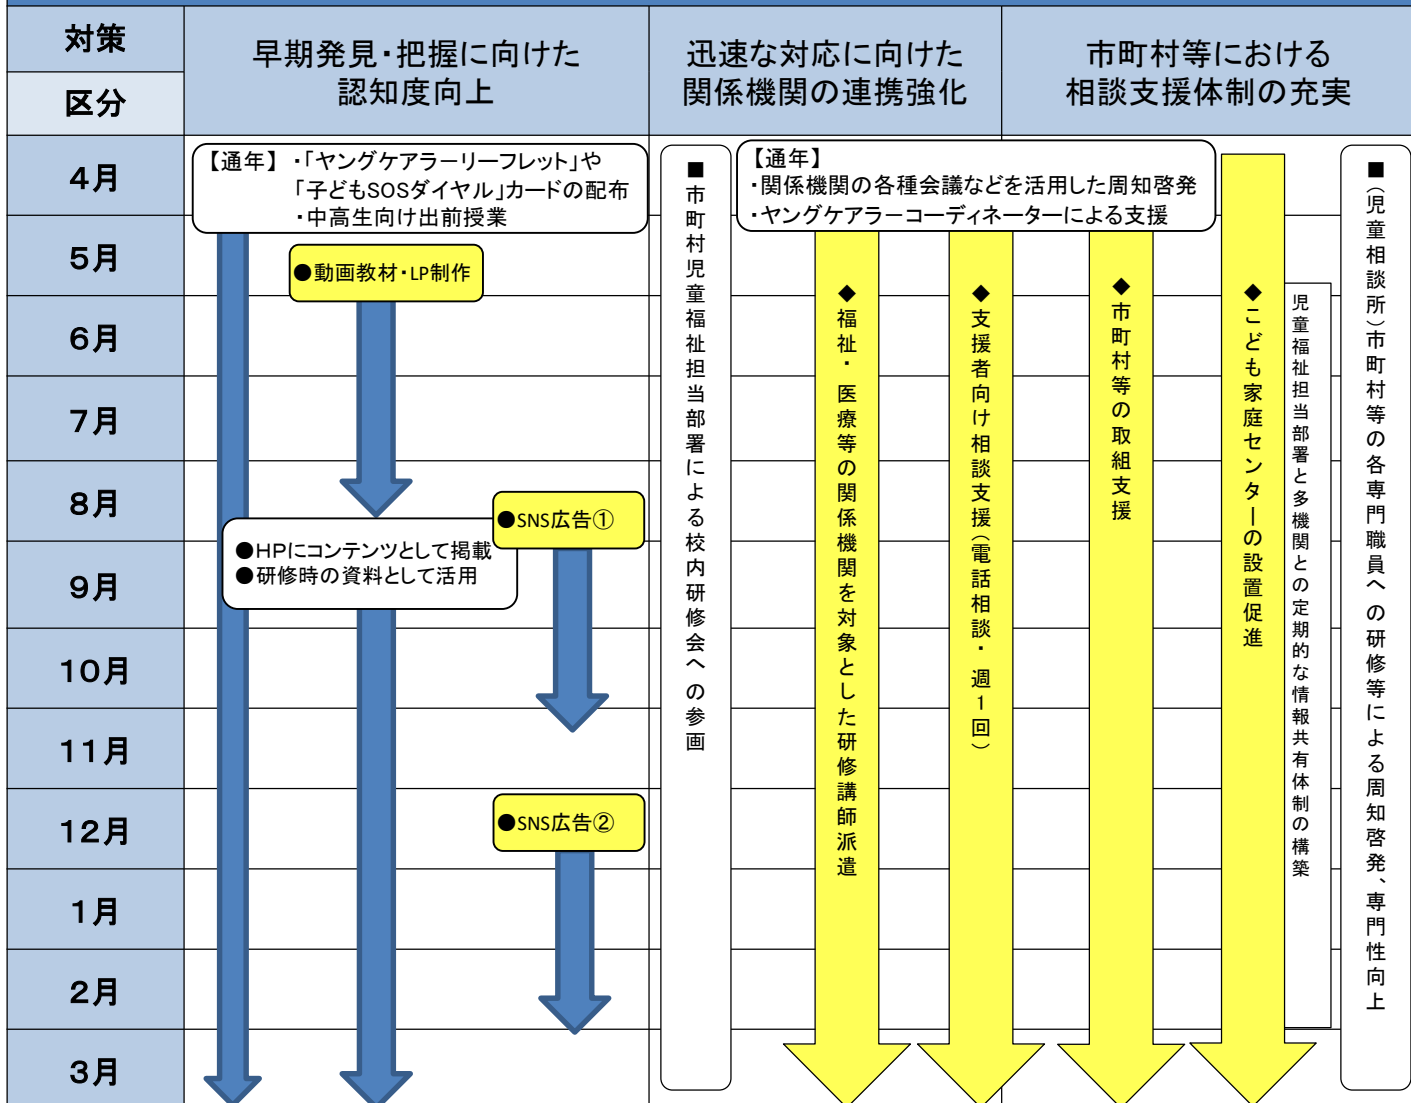 対策
区分
早期発見・把握に向けた
認知度向上
迅速な対応に向けた
関係機関の連携強化
市町村等における
相談支援体制の充実
4月
5月
6月
7月
8月
9月
10月
11月
12月
1月
2月
3月
【通年】・「ヤングケアラーリーフレット」や
「子どもSOSダイヤル」カードの配布
・中高生向け出前授業
●動画教材・LP制作
●SNS広告①
●HPにコンテンツとして掲載
●研修時の資料として活用
●SNS広告②
■市町村児童福祉担当部署による校内研修会への参画
【通年】
・関係機関の各種会議などを活用した周知啓発
・ヤングケアラーコーディネーターによる支援
◆福祉・医療等の関係機関を対象とした研修講師派遣
◆支援者向け相談支援（電話相談・週1回）
◆市町村等の取組支援
◆こども家庭センターの設置促進
児童福祉担当部署と多機関との定期的な情報共有体制の構築
■（児童相談所）市町村等の各専門職員への研修等による周知啓発、専門性向上